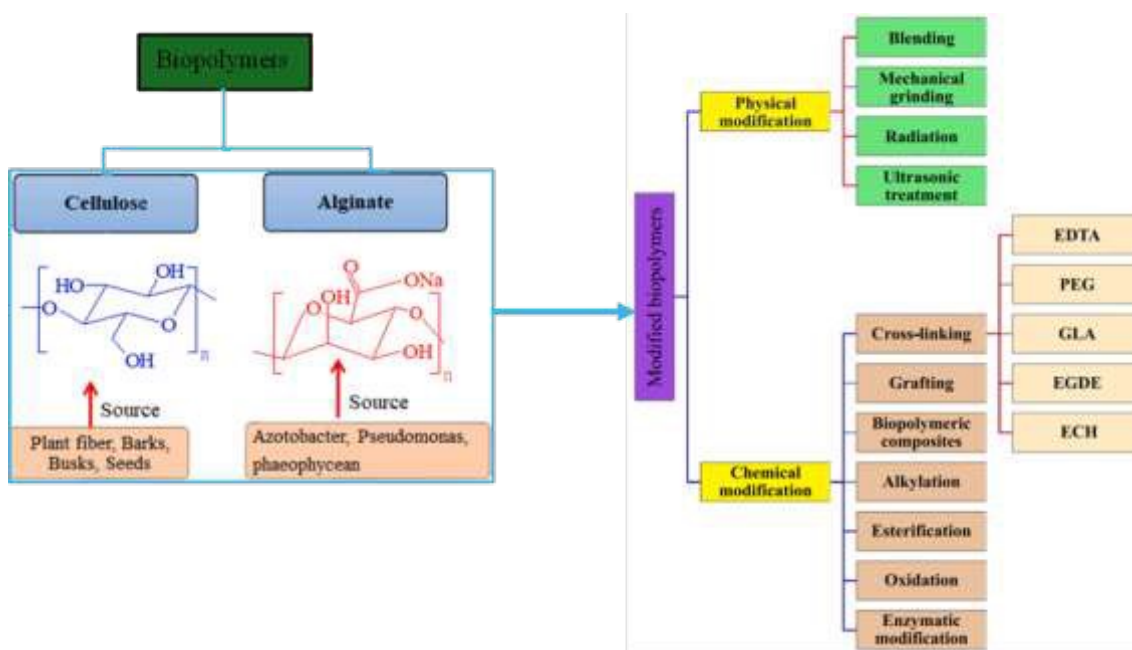 Biopolymers
Cellulose
Alginate
HO
OH
O
O
OH
n
O
ONa
OH
O
O
OH
n
Source
Source
Plant fiber, Barks,
Busks, Seeds
Azotobacter, Pseudomonas,
phaeophycean
Modified biopolymers
Physical
modification
Blending
Mechanical
grinding
Radiation
Ultrasonic
treatment
Chemical
modification
Cross-linking
Grafting
Biopolymeric
composites
Alkylation
Esterification
Oxidation
Enzymatic
modification
EDTA
PEG
GLA
EGDE
ECH